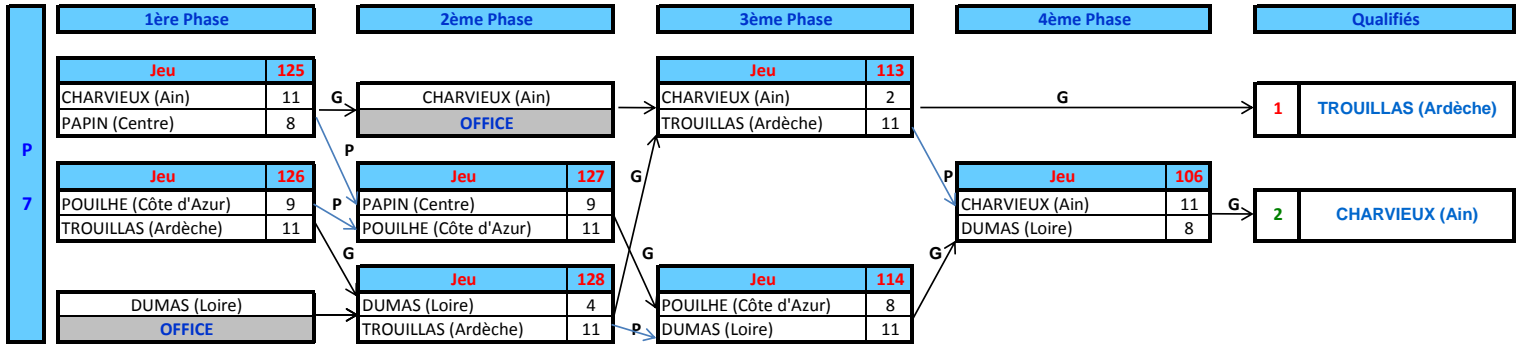 1ère Phase 2ème Phase 3ème Phase 4ème Phase Qualifiés
P
7
Jeu 125
CHARVIEUX (Ain) 11
PAPIN (Centre) 8
G
P
Jeu 126
POUILHE (Côte d'Azur) 9
TROUILLAS (Ardèche) 11
P
G
DUMAS (Loire)
OFFICE
CHARVIEUX (Ain)
OFFICE
Jeu 127
PAPIN (Centre) 9
POUILHE (Côte d'Azur) 11
G
G
Jeu 128
DUMAS (Loire) 4
TROUILLAS (Ardèche) 11
P
Jeu 113
CHARVIEUX (Ain) 2
TROUILLAS (Ardèche) 11
G
P
Jeu 114
POUILHE (Côte d'Azur) 8
DUMAS (Loire) 11
G
Jeu 106
CHARVIEUX (Ain) 11
DUMAS (Loire) 8
G
1 TROUILLAS (Ardèche)
2 CHARVIEUX (Ain)